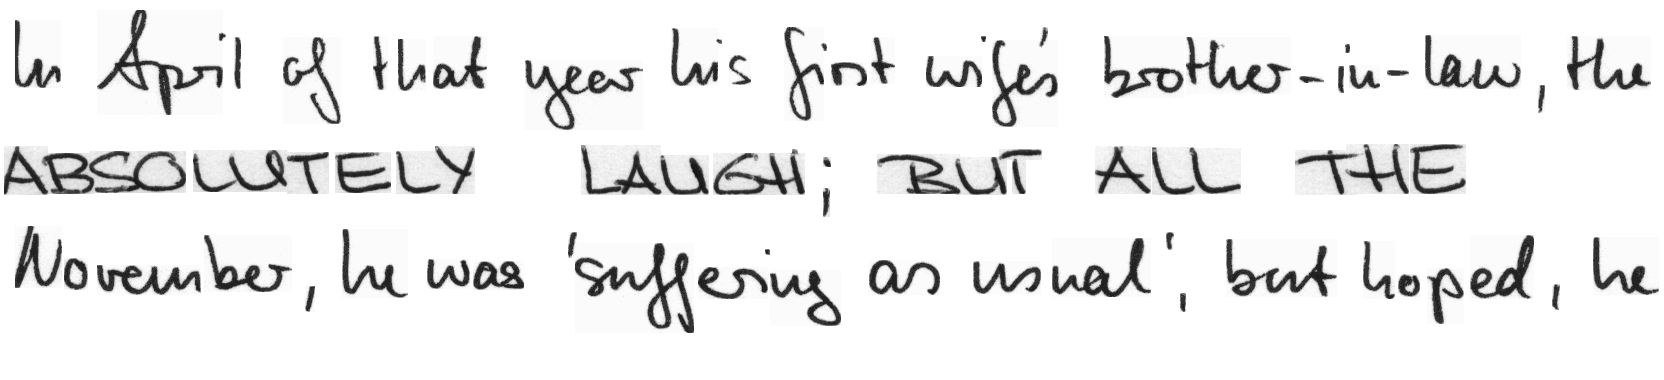 In April of that year his first wife's brother-in-law, the
ABSOLUTELY LAUGH; BUT ALL THE
November, he was 'suffering as usual', but hoped, he